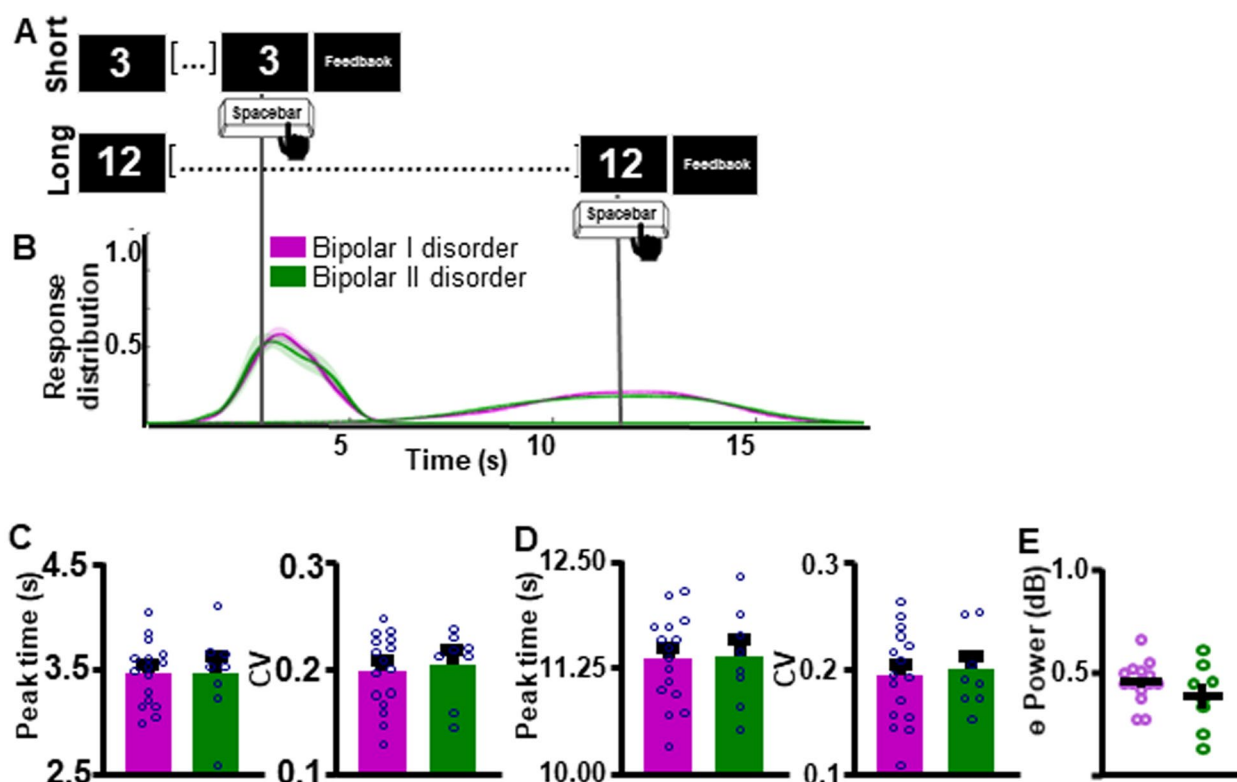 A
Short
3
[...]
3
Feedback
Spacebar
Long
12
[
[
12
Feedback
Spacebar
B
Response
distribution
1.0
0.5
Bipolar I disorder
Bipolar II disorder
5
10
15
Time (s)
C
Peak time (s)
4.5
3.5
2.5
CV
0.3
0.2
0.1
D
Peak time (s)
12.50
11.25
10.00
CV
0.3
0.2
0.1
E
ө Power (dB)
1.0
0.5